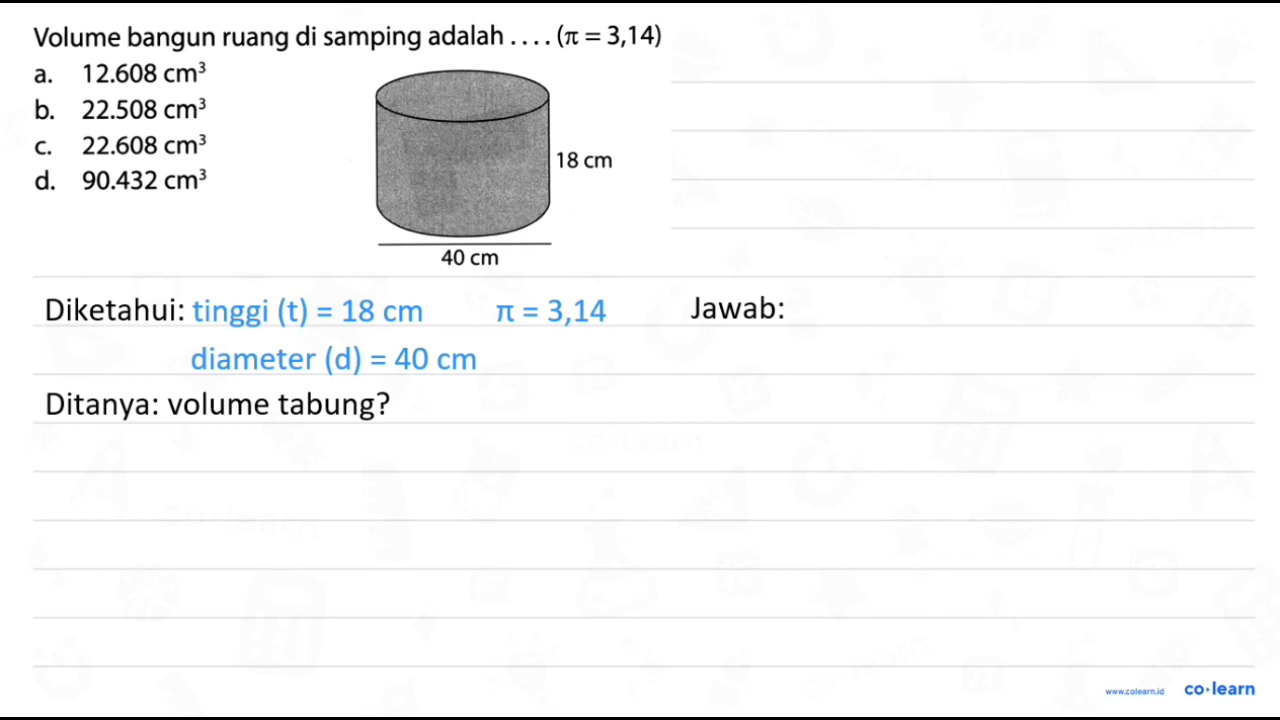 Volume bangun ruang di samping adalah . . . . (π = 3,14)
a. 12.608 cm³
b. 22.508 cm³
c. 22.608 cm³
d. 90.432 cm³
18 cm
40 cm
Diketahui: tinggi (t) = 18 cm π = 3,14
diameter (d) = 40 cm
Ditanya: volume tabung?
Jawab:
www.colearn.id co·learn